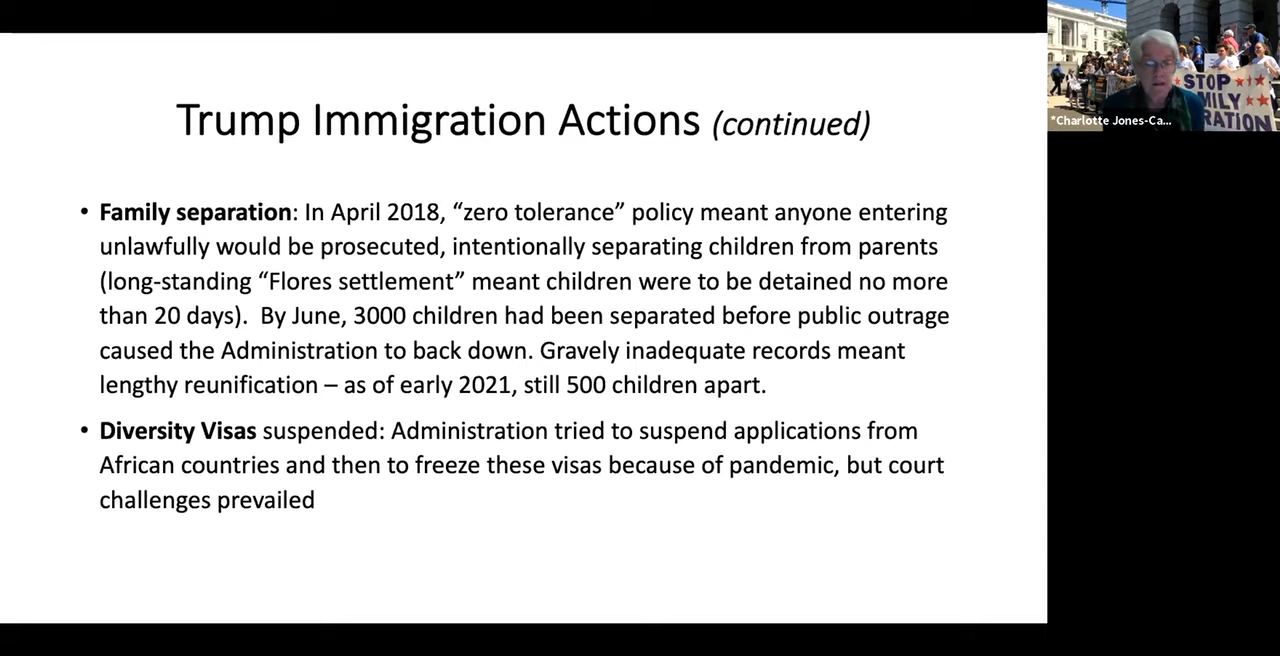 Trump Immigration Actions (continued)
• Family separation: In April 2018, “zero tolerance” policy meant anyone entering
unlawfully would be prosecuted, intentionally separating children from parents
(long-standing “Flores settlement” meant children were to be detained no more
than 20 days).  By June, 3000 children had been separated before public outrage
caused the Administration to back down. Gravely inadequate records meant
lengthy reunification – as of early 2021, still 500 children apart.
• Diversity Visas suspended: Administration tried to suspend applications from
African countries and then to freeze these visas because of pandemic, but court
challenges prevailed
STOP
MILY
RATION
*Charlotte Jones-Ca...